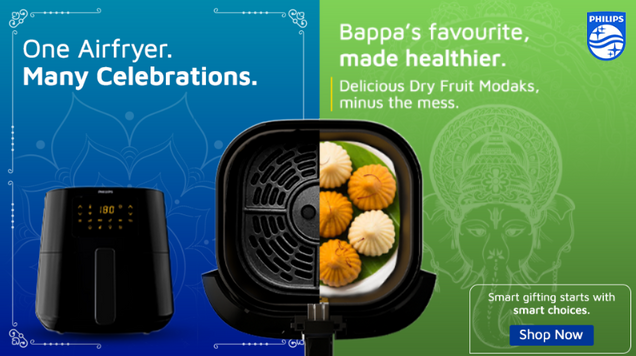 One Airfryer.
Many Celebrations.
Bappa's favourite,
made healthier.
Delicious Dry Fruit Modaks,
minus the mess.
PHILIPS
PHILIPS
180
Smart gifting starts with
smart choices.
Shop Now